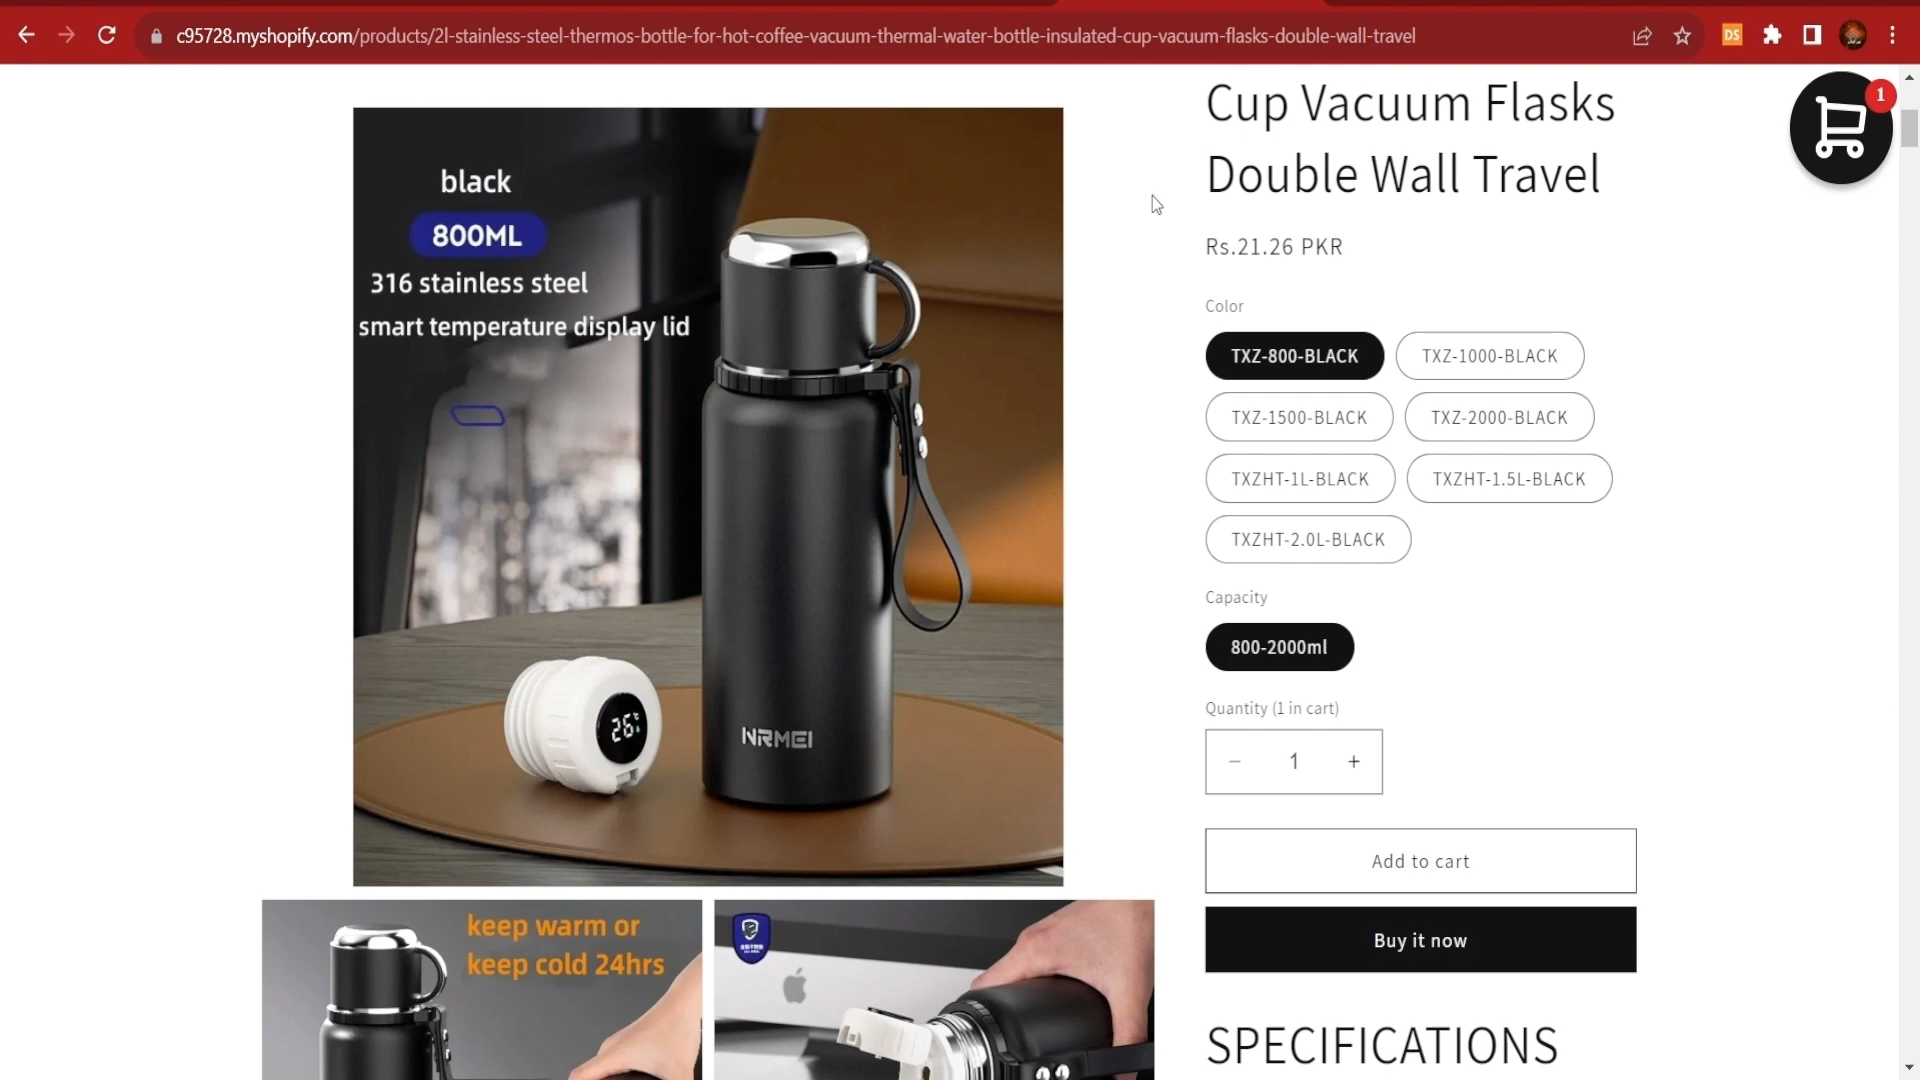 c95728.myshopify.com/products/2l-stainless-steel-thermos-bottle-for-hot-coffee-vacuum-thermal-water-bottle-insulated-cup-vacuum-flasks-double-wall-travel
DS
1
Cup Vacuum Flasks
Double Wall Travel
Rs.21.26 PKR
black
800ML
316 stainless steel
smart temperature display lid
26°
NRMEI
Color
TXZ-800-BLACK
TXZ-1000-BLACK
TXZ-1500-BLACK
TXZ-2000-BLACK
TXZHT-1L-BLACK
TXZHT-1.5L-BLACK
TXZHT-2.0L-BLACK
Capacity
800-2000ml
Quantity (1 in cart)
1
Add to cart
Buy it now
keep warm or
keep cold 24hrs
SPECIFICATIONS